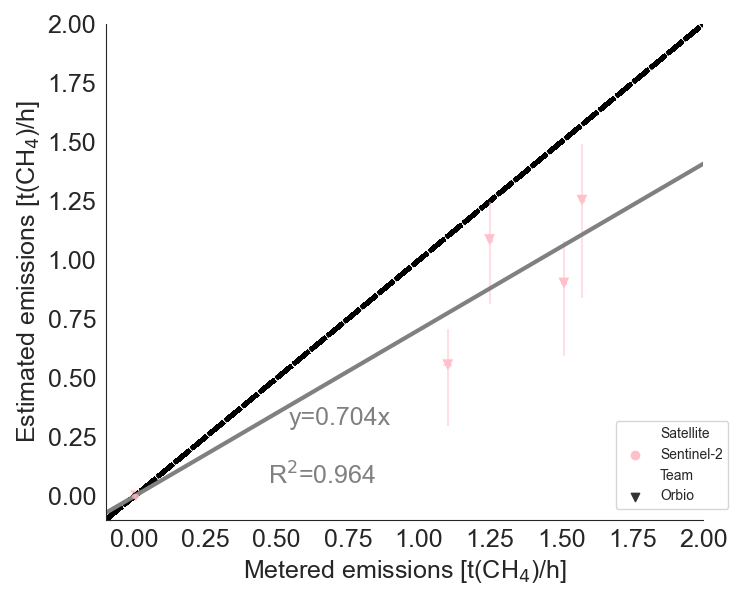 2.00
1.75
1.50
1.25
1.00
0.75
0.50
0.25
0.00
Estimated emissions [t(CH₄)/h]
y=0.704x
R²=0.964
Satellite
Sentinel-2
Team
Orbio
0.00 0.25 0.50 0.75 1.00 1.25 1.50 1.75 2.00
Metered emissions [t(CH₄)/h]